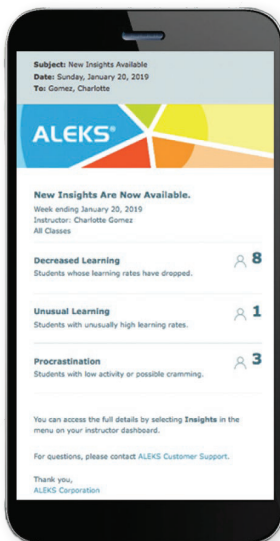 Subject: New Insights Available
Date: Sunday, January 20, 2019
To: Gomez, Charlotte
ALEKS®
New Insights Are Now Available.
Week ending January 20, 2019
Instructor: Charlotte Gomez
All Classes
Decreased Learning 8
Students whose learning rates have dropped.
Unusual Learning 1
Students with unusually high learning rates.
Procrastination 3
Students with low activity or possible cramming.
You can access the full details by selecting Insights in the
menu on your instructor dashboard.
For questions, please contact ALEKS Customer Support.
Thank you,
ALEKS Corporation